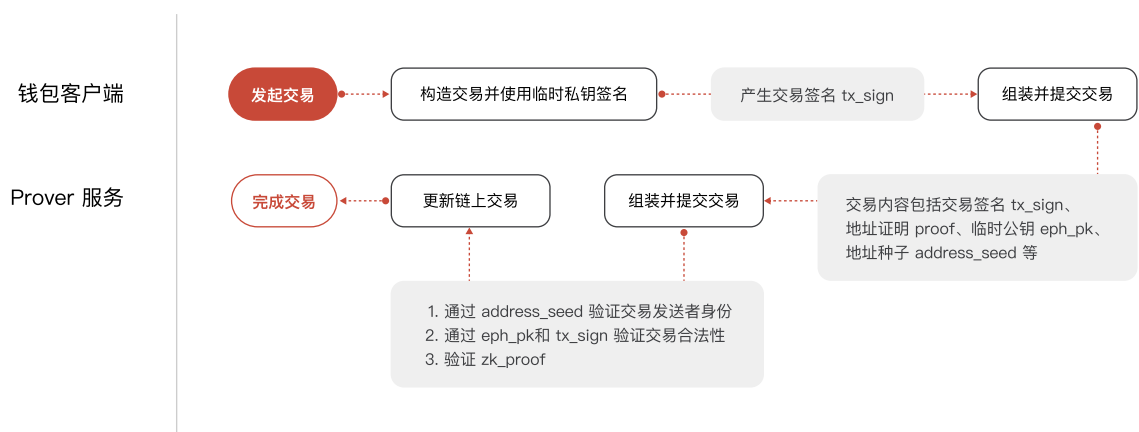 钱包客户端
发起交易
构造交易并使用临时私钥签名
产生交易签名 tx_sign
组装并提交交易
Prover 服务
完成交易
更新链上交易
组装并提交交易
交易内容包括交易签名 tx_sign、
地址证明 proof、临时公钥 eph_pk、
地址种子 address_seed 等
1. 通过 address_seed 验证交易发送者身份
2. 通过 eph_pk和 tx_sign 验证交易合法性
3. 验证 zk_proof